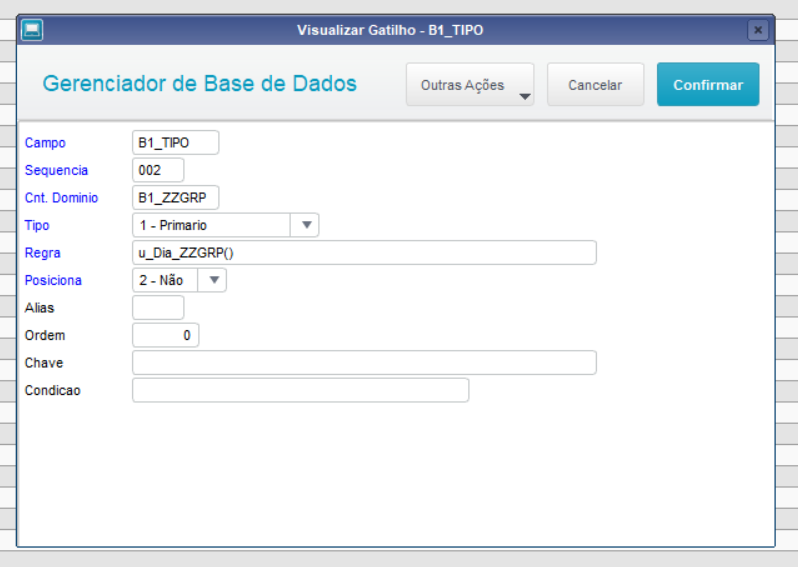 Visualizar Gatilho - B1_TIPO
Gerenciador de Base de Dados
Outras Ações
Cancelar
Confirmar
Campo B1_TIPO
Sequencia 002
Cnt. Dominio B1_ZZGRP
Tipo 1 - Primario
Regra u_Dia_ZZGRP()
Posiciona 2 - Não
Alias
Ordem 0
Chave
Condicao